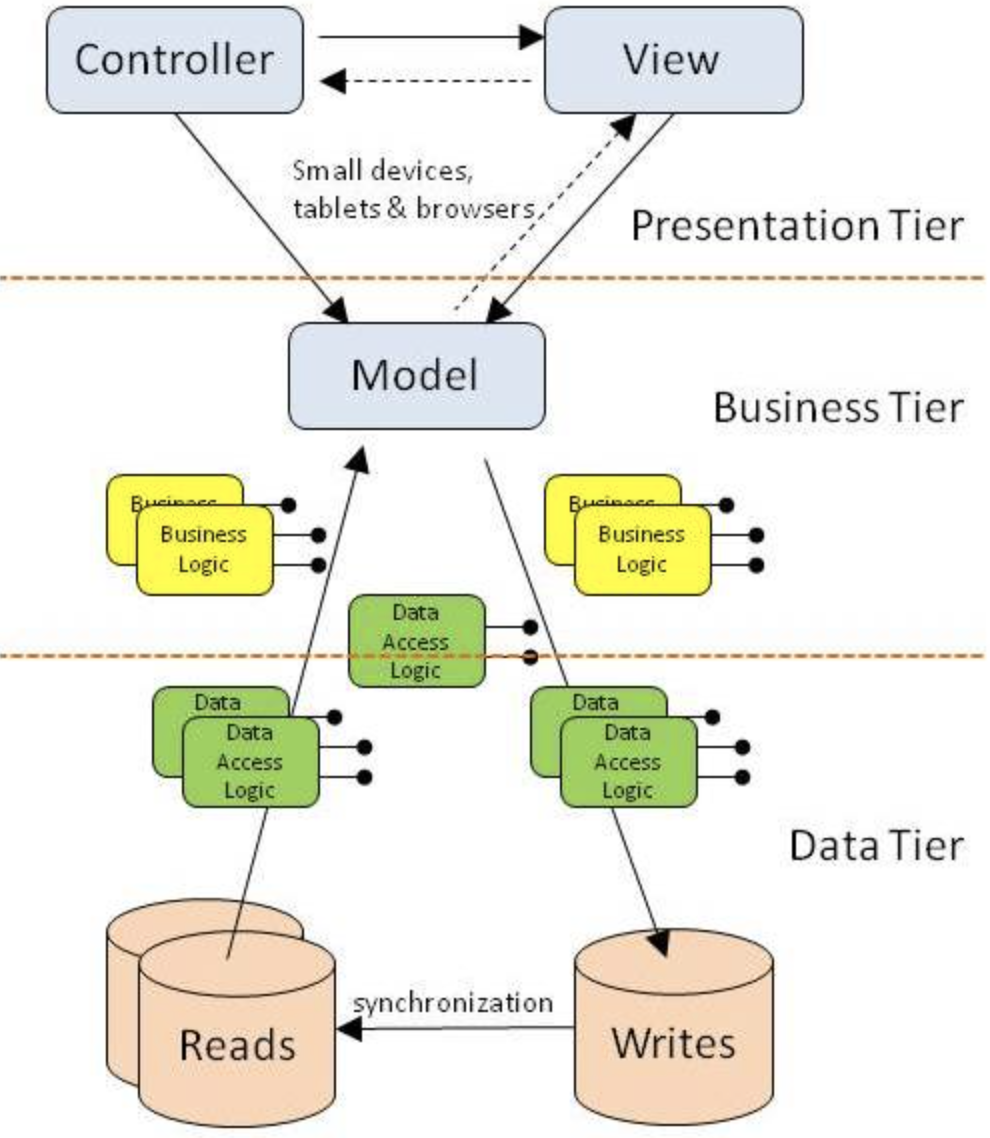 Controller
View
Small devices,
tablets & browsers
Presentation Tier
Model
Business Tier
Business
Business
Logic
Business
Business
Logic
Data
Access
Logic
Data
Data
Access
Logic
Data
Data
Access
Logic
Data Tier
synchronization
Reads
Writes